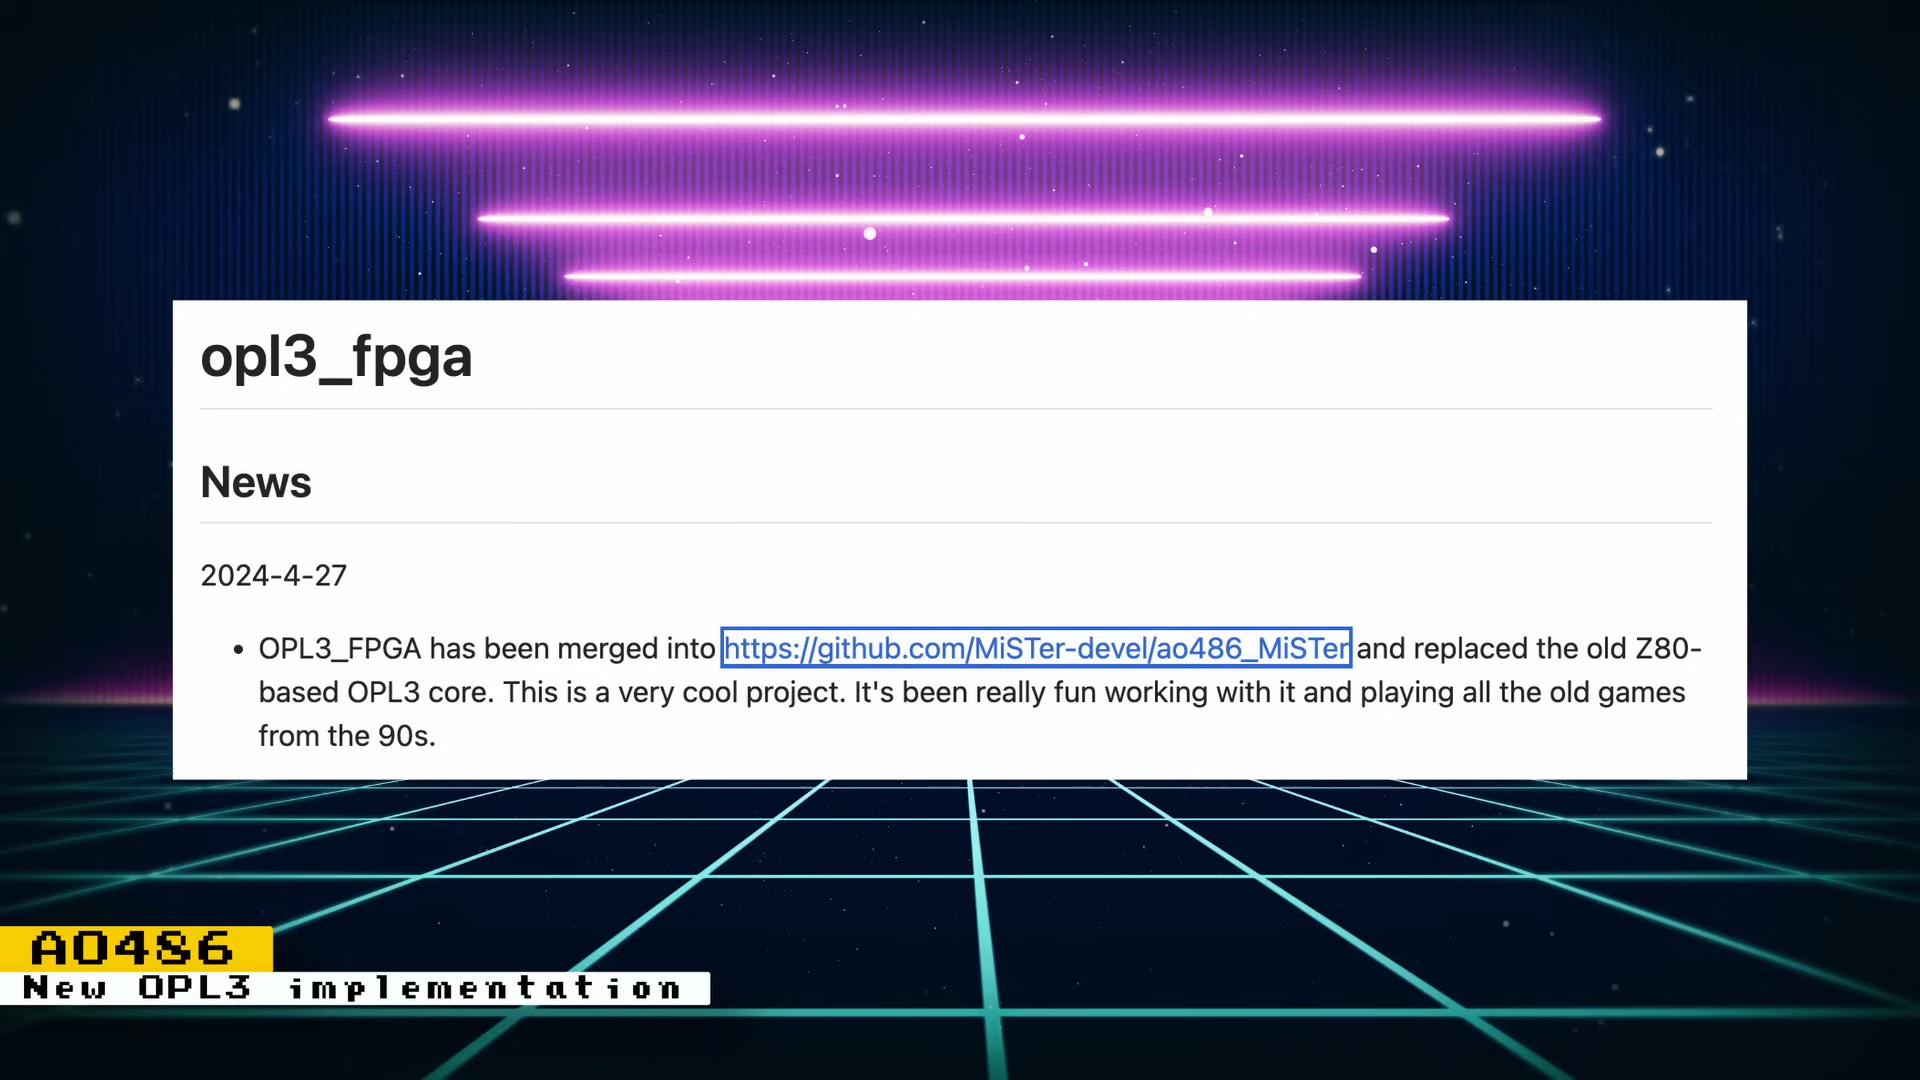 opl3_fpga
News
2024-4-27
• OPL3_FPGA has been merged into https://github.com/MiSTer-devel/ao486_MiSTer and replaced the old Z80-
based OPL3 core. This is a very cool project. It's been really fun working with it and playing all the old games
from the 90s.
AO486
New OPL3 implementation